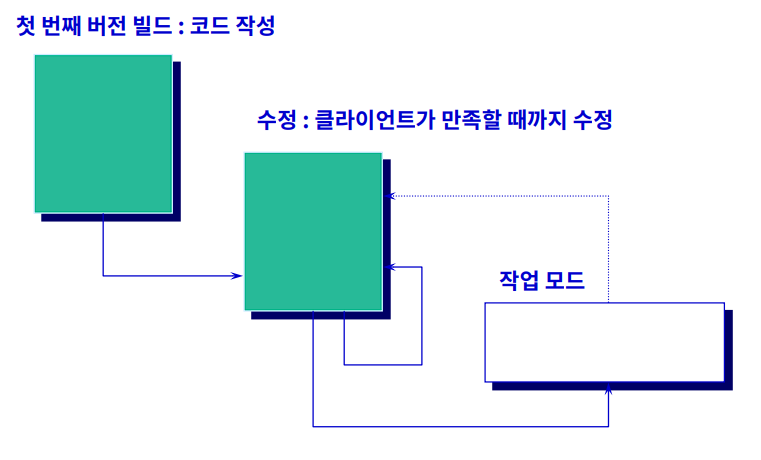 첫 번째 버전 빌드 : 코드 작성
수정 : 클라이언트가 만족할 때까지 수정
작업 모드